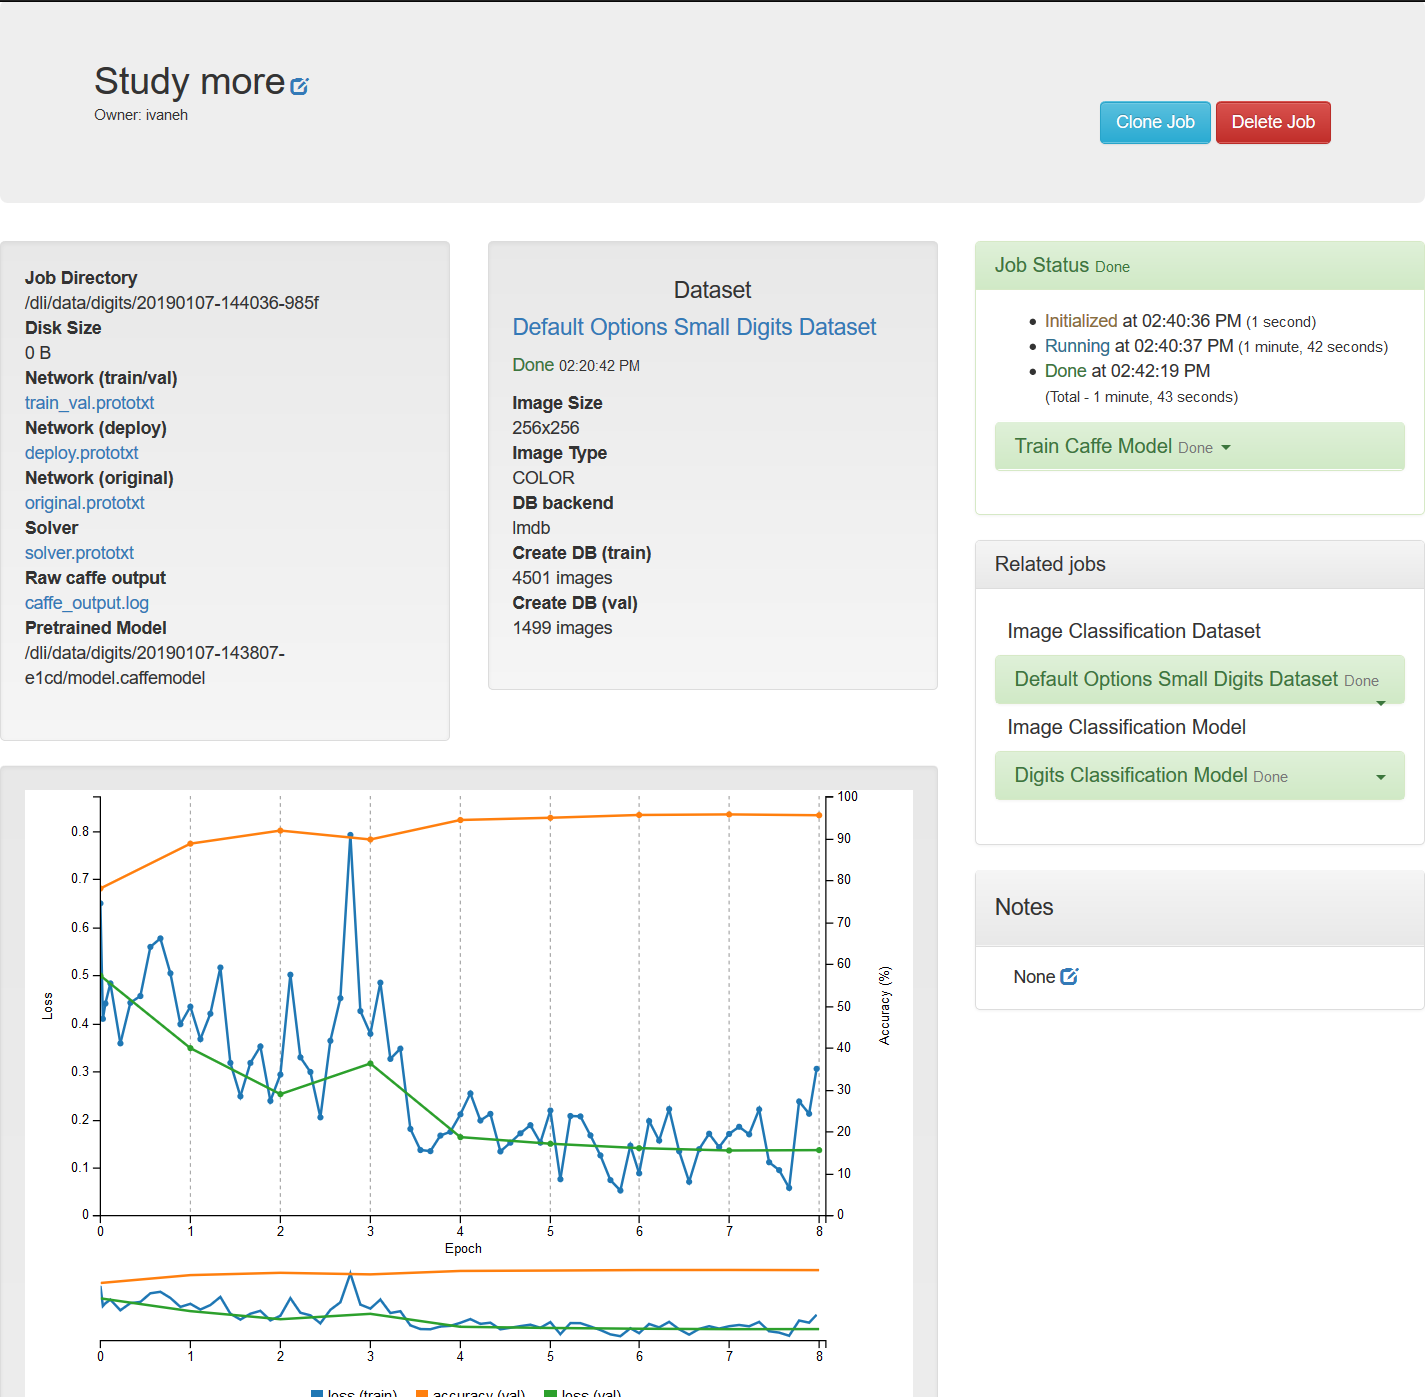 Study more
Owner: ivaneh
Clone Job
Delete Job
Job Directory
/dli/data/digits/20190107-144036-985f
Disk Size
0 B
Network (train/val)
train_val.prototxt
Network (deploy)
deploy.prototxt
Network (original)
original.prototxt
Solver
solver.prototxt
Raw caffe output
caffe_output.log
Pretrained Model
/dli/data/digits/20190107-143807-
e1cd/model.caffemodel
Dataset
Default Options Small Digits Dataset
Done 02:20:42 PM
Image Size
256x256
Image Type
COLOR
DB backend
lmdb
Create DB (train)
4501 images
Create DB (val)
1499 images
Job Status Done
Initialized at 02:40:36 PM (1 second)
Running at 02:40:37 PM (1 minute, 42 seconds)
Done at 02:42:19 PM
(Total - 1 minute, 43 seconds)
Train Caffe Model Done
Related jobs
Image Classification Dataset
Default Options Small Digits Dataset Done
Image Classification Model
Digits Classification Model Done
Notes
None
Loss
0.8
0.7
0.6
0.5
0.4
0.3
0.2
0.1
0
100
90
80
70
60
50
40
30
20
10
0
Accuracy (%)
0 1 2 3 4 5 6 7 8
Epoch
0 1 2 3 4 5 6 7 8
loss (train) accuracy (val) loss (val)